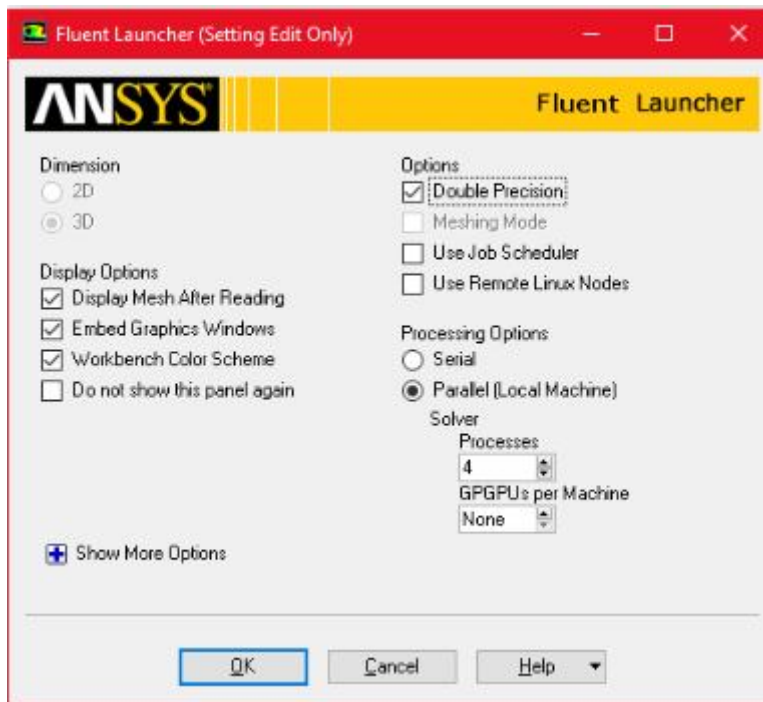 Fluent Launcher (Setting Edit Only)
ANSYS
Fluent Launcher
Dimension
2D
3D
Display Options
Display Mesh After Reading
Embed Graphics Windows
Workbench Color Scheme
Do not show this panel again
Show More Options
Options
Double Precision
Meshing Mode
Use Job Scheduler
Use Remote Linux Nodes
Processing Options
Serial
Parallel (Local Machine)
Solver
Processes
4
GPGPUs per Machine
None
OK
Cancel
Help